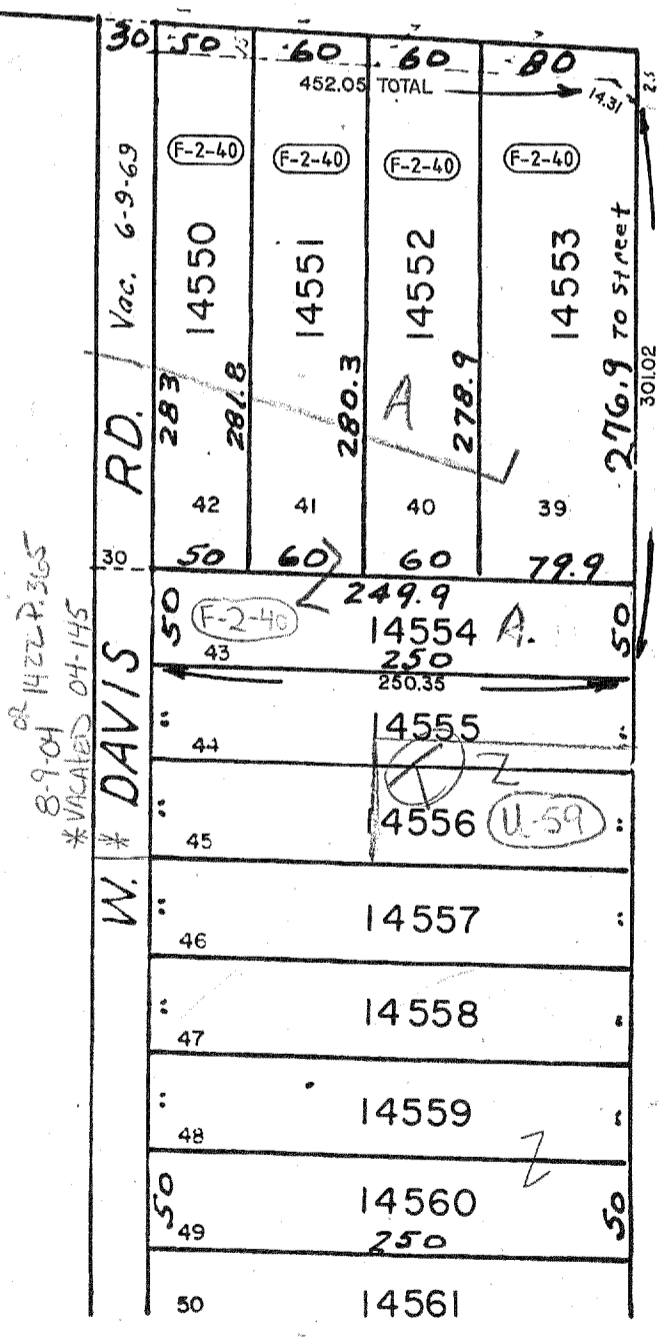 30 50 60 60 80
452.05 TOTAL 14.31 2.5
F-2-40 F-2-40 F-2-40 F-2-40
Vac. 6-9-69
14550 14551 14552 14553
276.9 TO Street
301.02
283 281.8 280.3 A 278.9
42 41 40 39
30 50 60 60 79.9
249.9
50 F-2-40 14554 A. 50
43 250
250.35
W. * DAVIS RD.
8-9-04 OR 1422 P.365
* VACATED 04-145
" 14555 "
44 Z
" 14556 U-59 "
45
" 14557 "
46
" 14558 "
47
" 14559 "
48 Z
50 14560 50
49 250
50 14561